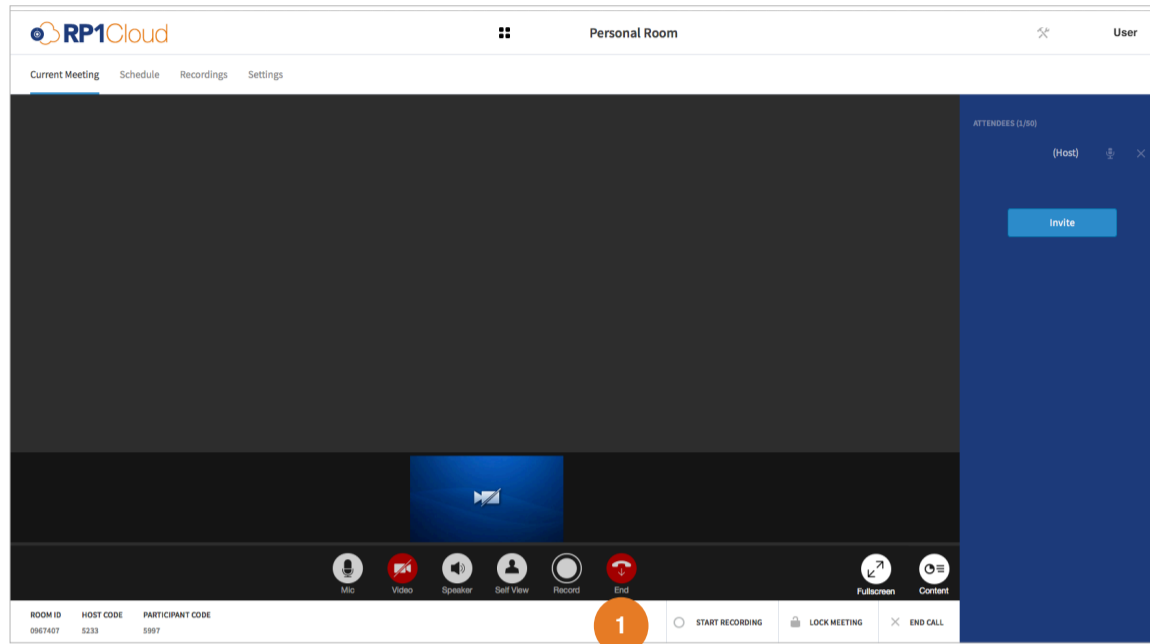 RP1Cloud
Personal Room
User
Current Meeting Schedule Recordings Settings
ATTENDEES (1/50)
(Host)
Invite
Mic Video Speaker Self View Record End Fullscreen Content
ROOM ID HOST CODE PARTICIPANT CODE
0967407 5233 5997
1
START RECORDING LOCK MEETING END CALL